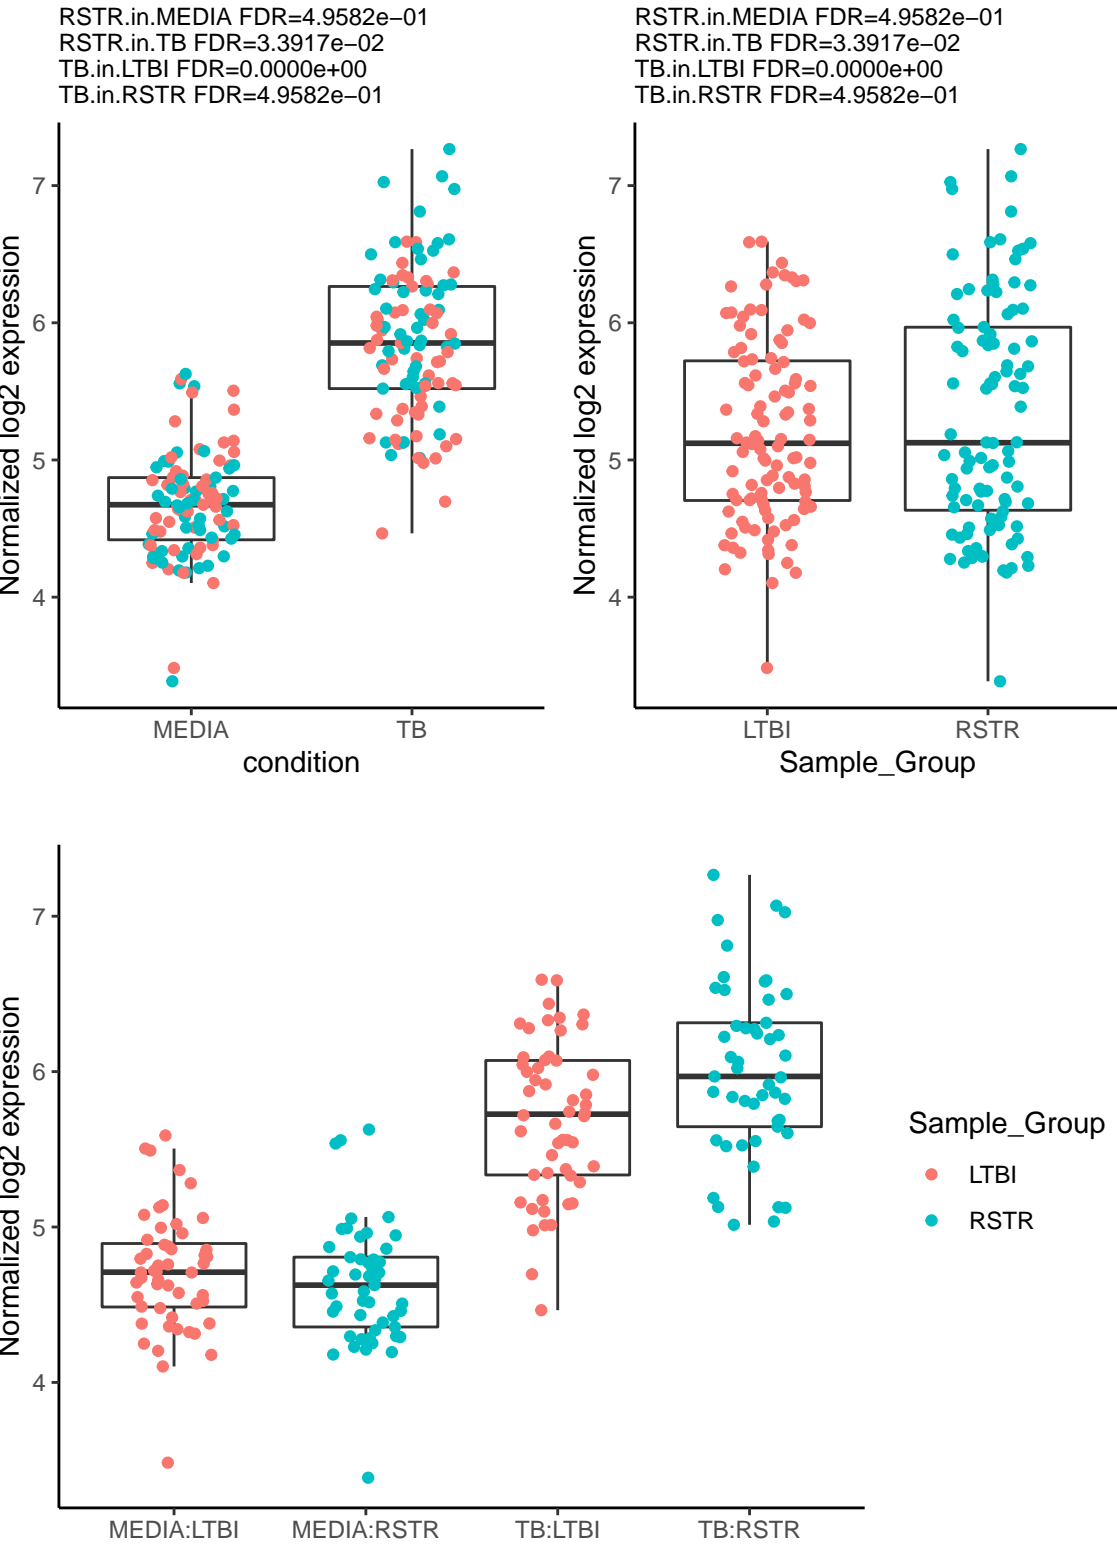 RSTR.in.MEDIA FDR=4.9582e−01
RSTR.in.TB FDR=3.3917e−02
TB.in.LTBI FDR=0.0000e+00
TB.in.RSTR FDR=4.9582e−01
Normalized log2 expression
7
6
5
4
MEDIA TB
condition
RSTR.in.MEDIA FDR=4.9582e−01
RSTR.in.TB FDR=3.3917e−02
TB.in.LTBI FDR=0.0000e+00
TB.in.RSTR FDR=4.9582e−01
Normalized log2 expression
7
6
5
4
LTBI RSTR
Sample_Group
Normalized log2 expression
7
6
5
4
MEDIA:LTBI MEDIA:RSTR TB:LTBI TB:RSTR
Sample_Group
LTBI
RSTR